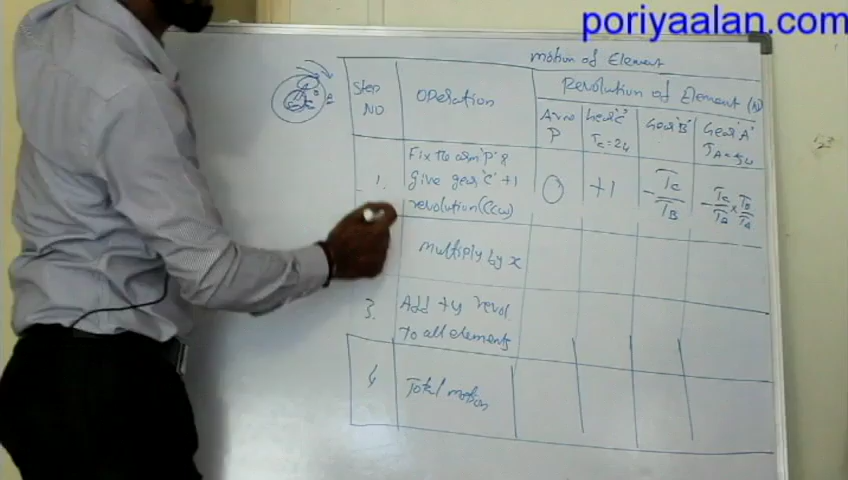 poriyaalan.com
motion of Element
Step
NO
Operation
Revolution of Element (N)
Arm
P
Gear 'C'
Tc = 24
Gear 'B'
Gear 'A'
1.
Fix the arm 'P' &
Give gear 'C' +1
revolution (CCW)
0
+1
- Tc/TB
- Tc/TB × TB/TA
multiply by x
3.
Add +y revol
to all elements
4
Total motion